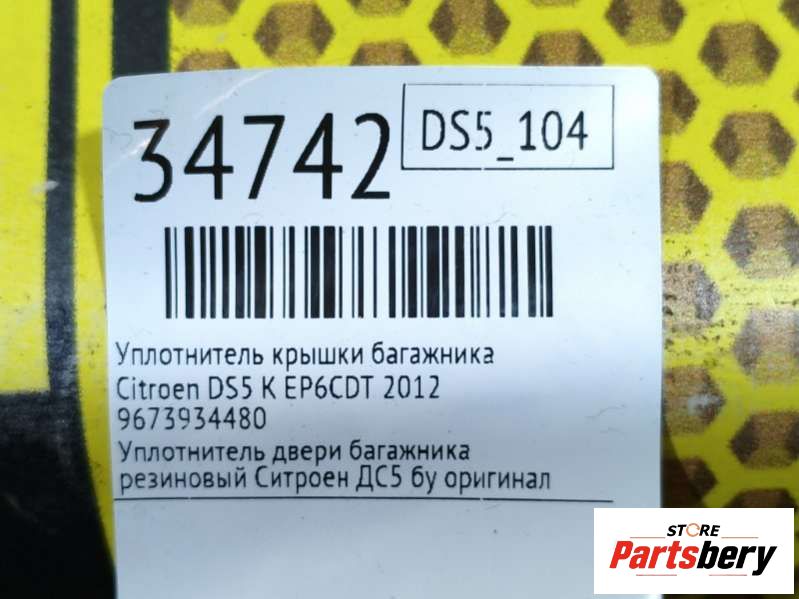 34742
DS5_104
Уплотнитель крышки багажника
Citroen DS5 K EP6CDT 2012
9673934480
Уплотнитель двери багажника
резиновый Ситроен ДС5 бу оригинал
STORE
Partsbery